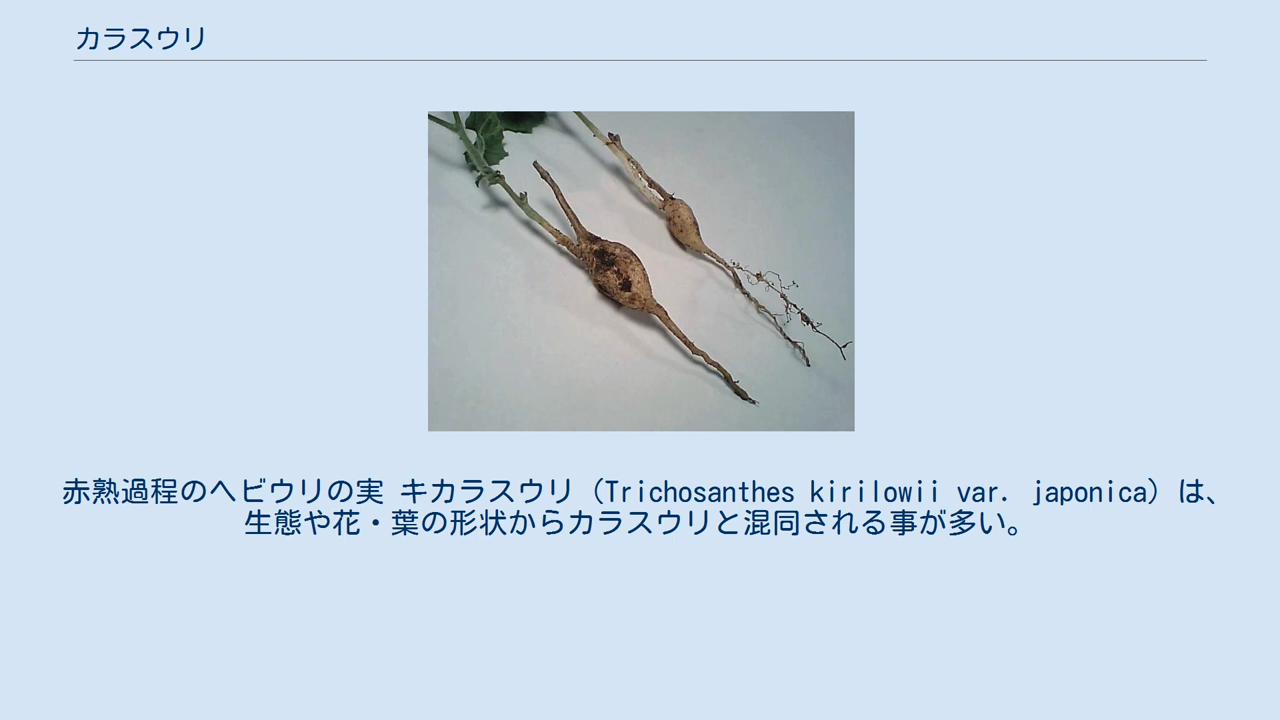 カラスウリ
赤熟過程のヘビウリの実 キカラスウリ（Trichosanthes kirilowii var. japonica）は、
生態や花・葉の形状からカラスウリと混同される事が多い。